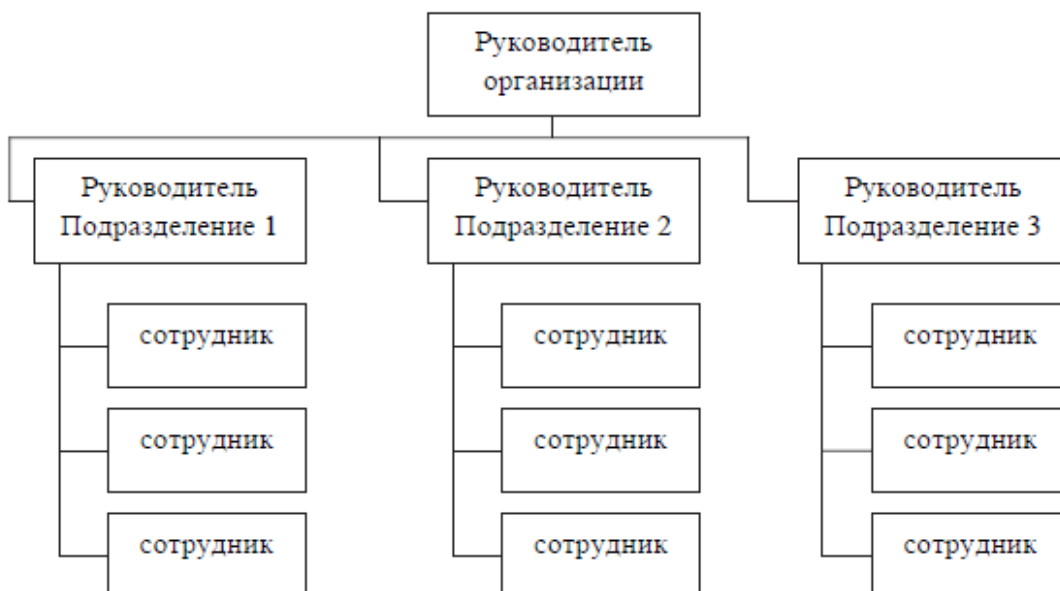 Руководитель
организации
Руководитель
Подразделение 1
Руководитель
Подразделение 2
Руководитель
Подразделение 3
сотрудник
сотрудник
сотрудник
сотрудник
сотрудник
сотрудник
сотрудник
сотрудник
сотрудник